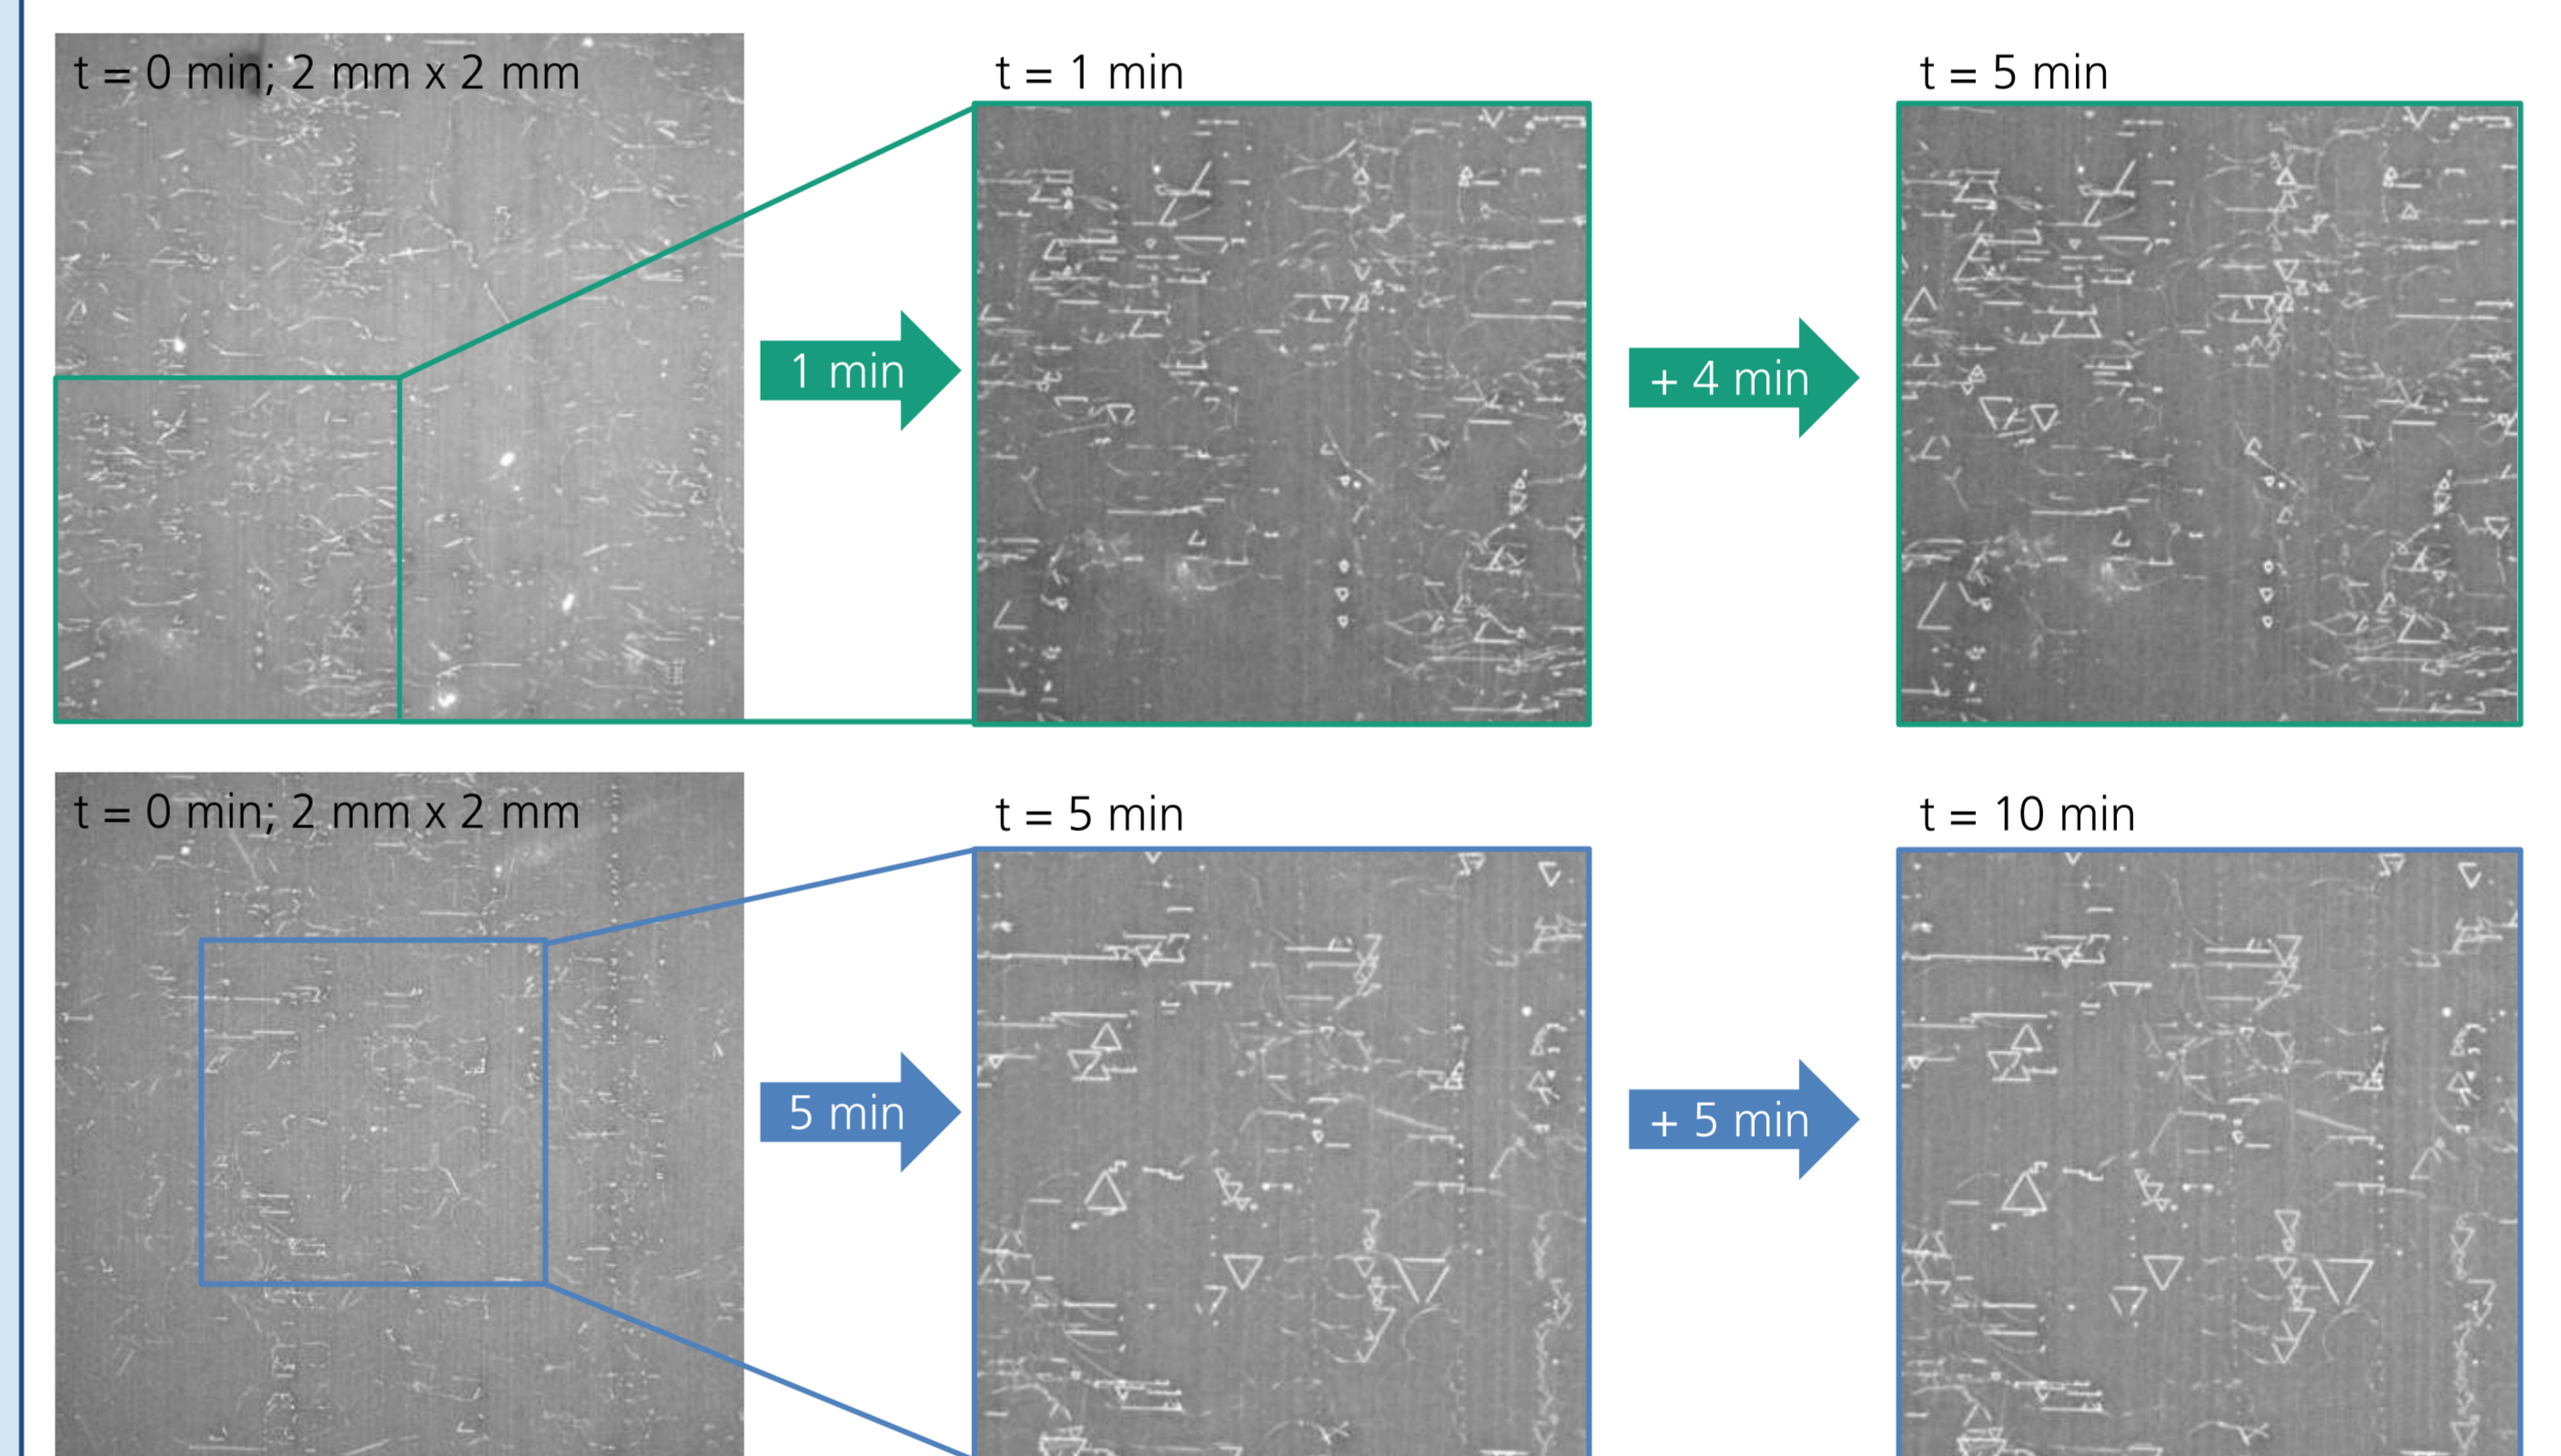 t = 0 min; 2 mm x 2 mm
t = 1 min
t = 5 min
1 min
+ 4 min
t = 0 min; 2 mm x 2 mm
t = 5 min
t = 10 min
5 min
+ 5 min